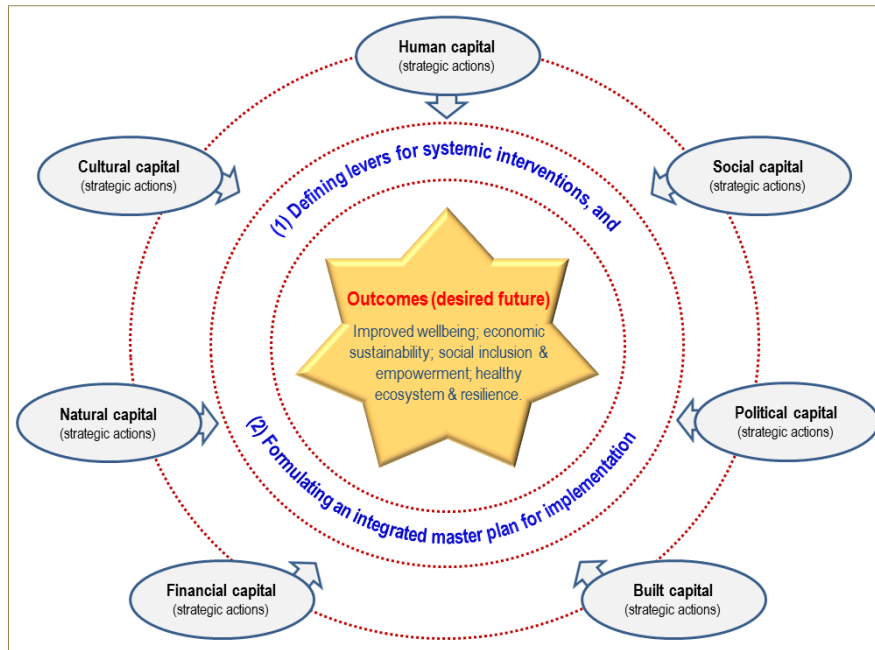 Human capital
(strategic actions)
Cultural capital
(strategic actions)
Social capital
(strategic actions)
(1) Defining levers for systemic interventions, and
Outcomes (desired future)
Improved wellbeing; economic
sustainability; social inclusion &
empowerment; healthy
ecosystem & resilience.
Natural capital
(strategic actions)
Political capital
(strategic actions)
(2) Formulating an integrated master plan for implementation
Financial capital
(strategic actions)
Built capital
(strategic actions)